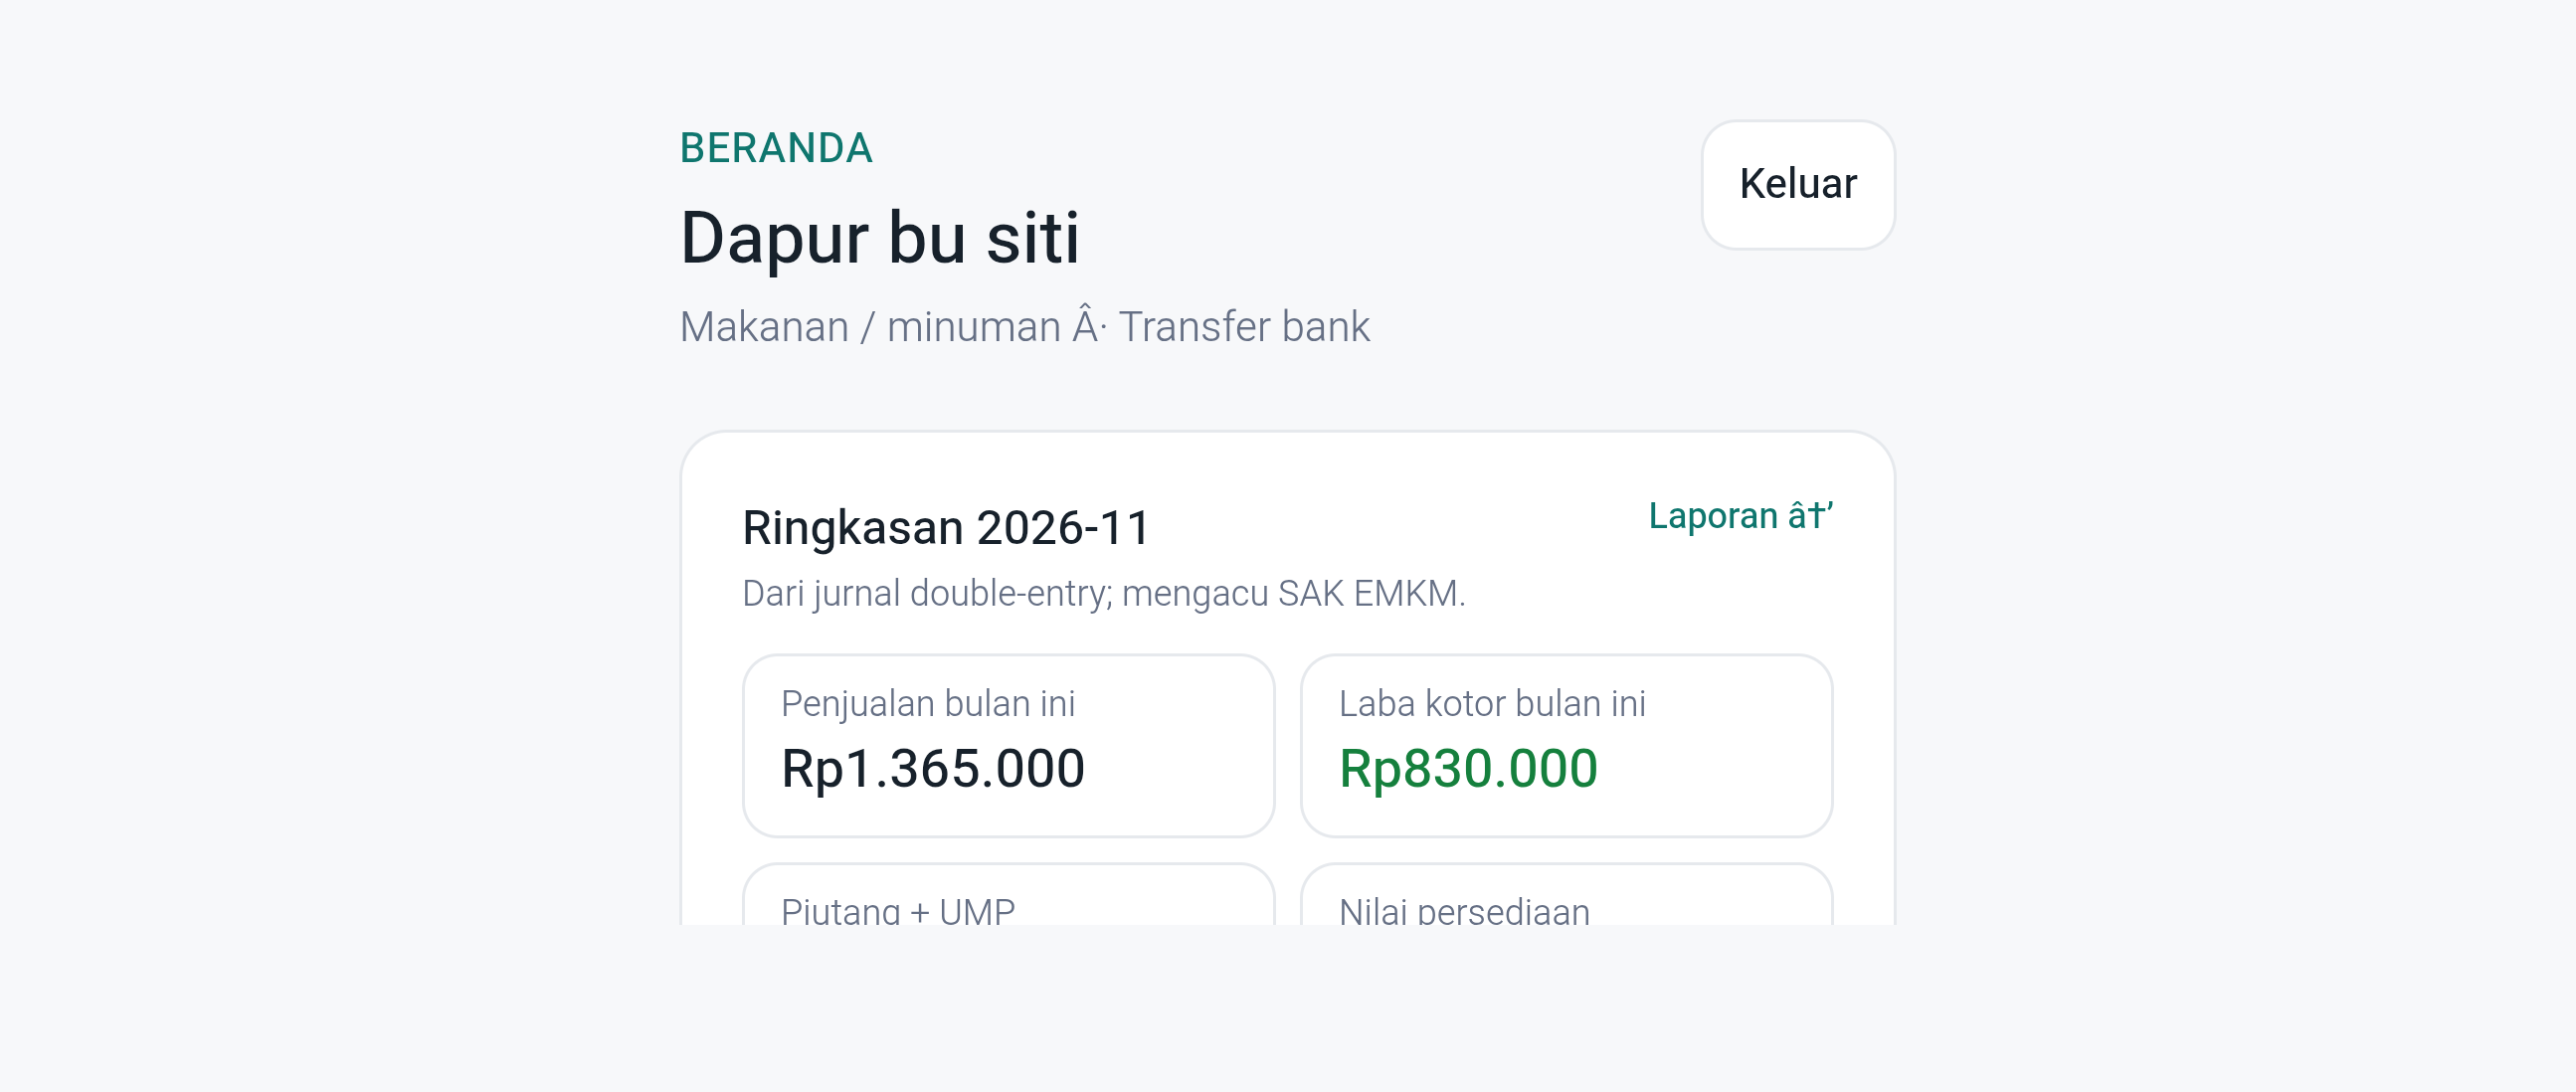 BERANDA
Keluar
Dapur bu siti
Makanan / minuman Â· Transfer bank
Ringkasan 2026-11
Laporan â†’
Dari jurnal double-entry; mengacu SAK EMKM.
Penjualan bulan ini
Laba kotor bulan ini
Rp1.365.000
Rp830.000
Piutang + UMP
Nilai persediaan